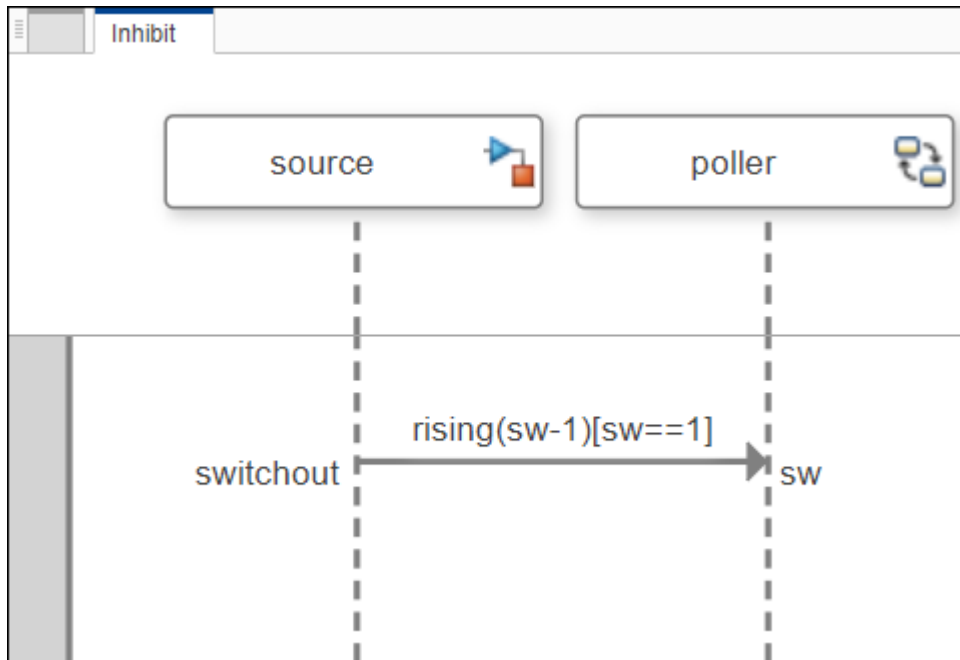 Inhibit
source
poller
rising(sw-1)[sw==1]
switchout
sw